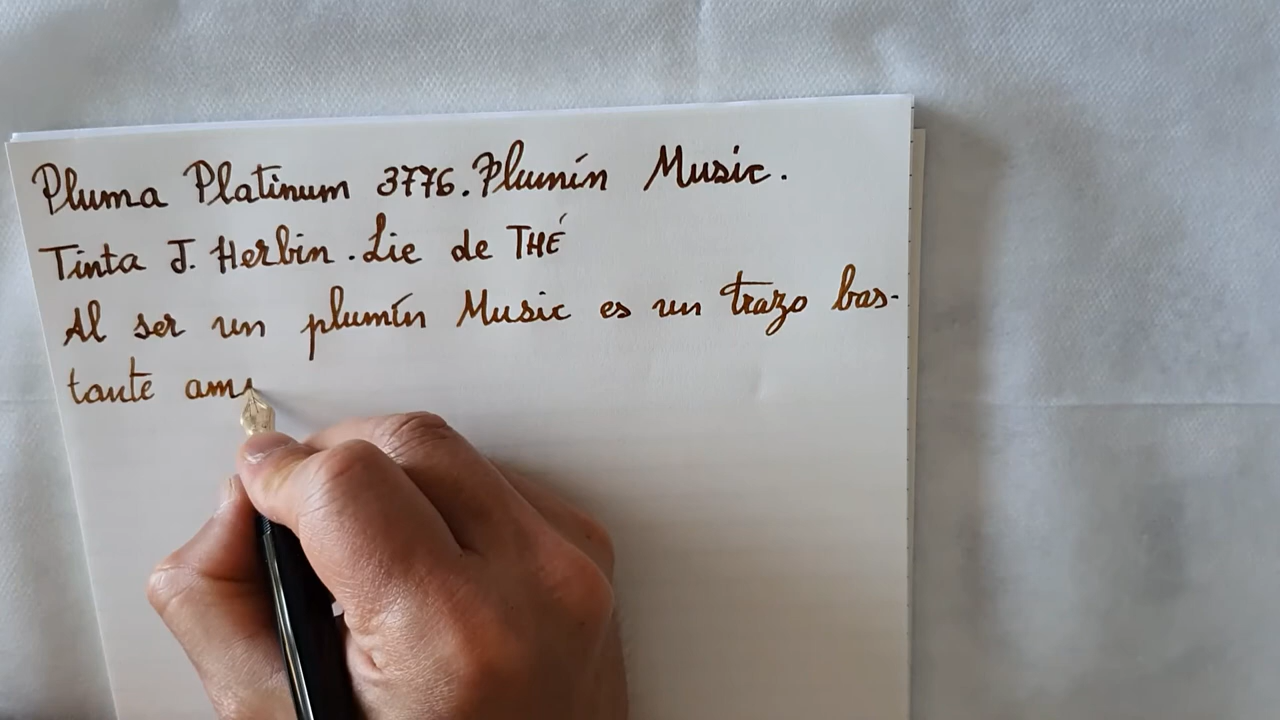 Pluma Platinum 3776. Plumín Music.
Tinta J. Herbin. Lie de THÉ
Al ser un plumín Music es un trazo bas-
tante am